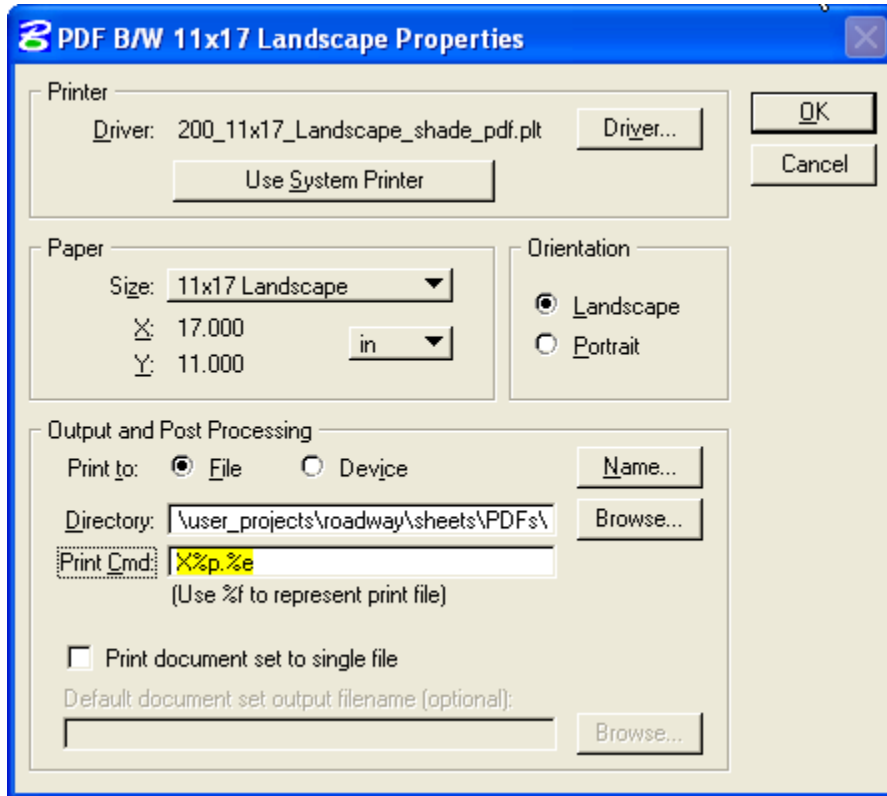 PDF B/W 11x17 Landscape Properties
Printer
Driver: 200_11x17_Landscape_shade_pdf.plt Driver...
Use System Printer
OK
Cancel
Paper
Size: 11x17 Landscape
X: 17.000
Y: 11.000
in
Orientation
Landscape
Portrait
Output and Post Processing
Print to: File Device Name...
Directory: \user_projects\roadway\sheets\PDFs\ Browse...
Print Cmd: X%p.%e
(Use %f to represent print file)
Print document set to single file
Default document set output filename (optional):
Browse...